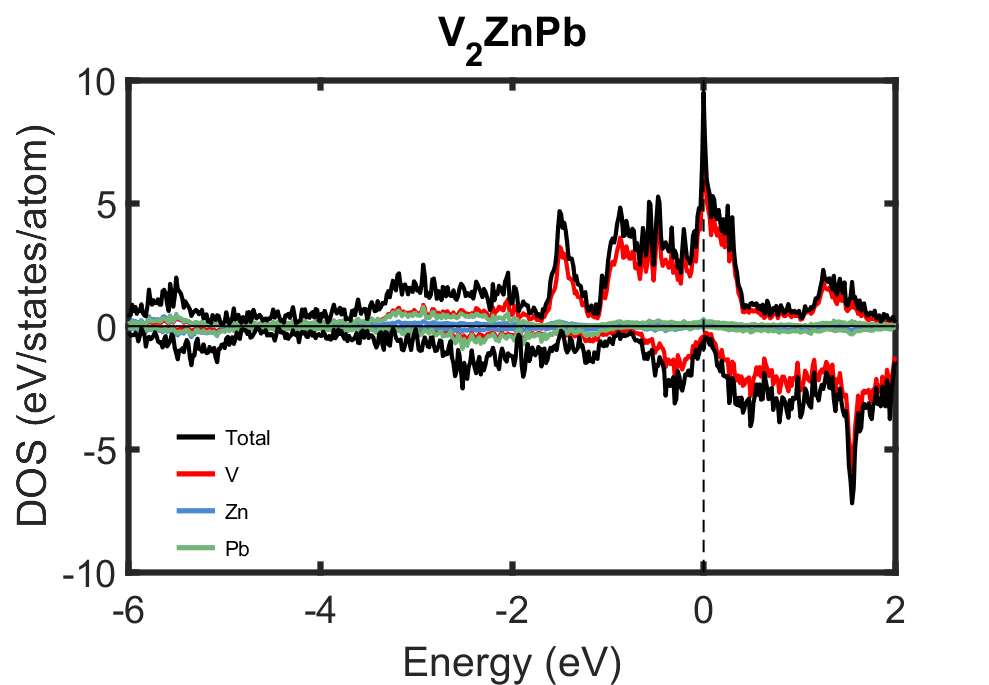 V₂ZnPb
DOS (eV/states/atom)
10
5
0
-5
-10
Total
V
Zn
Pb
-6 -4 -2 0 2
Energy (eV)